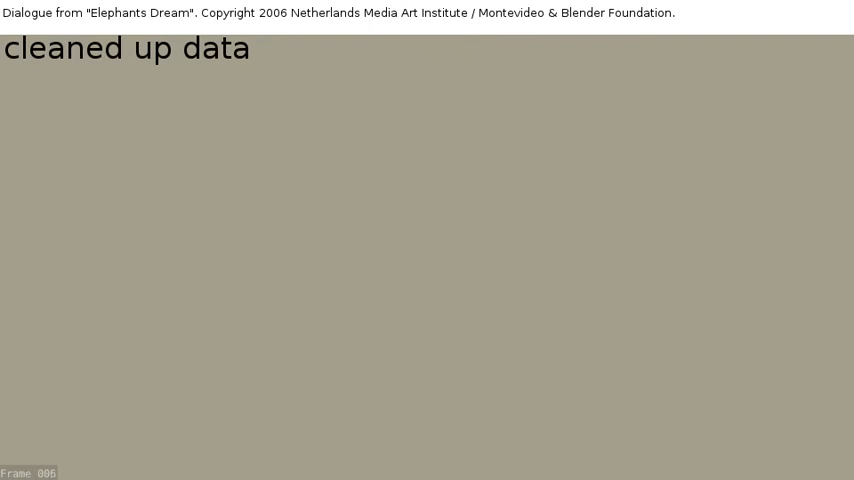 Dialogue from "Elephants Dream". Copyright 2006 Netherlands Media Art Institute / Montevideo & Blender Foundation.
cleaned up data
Frame 006